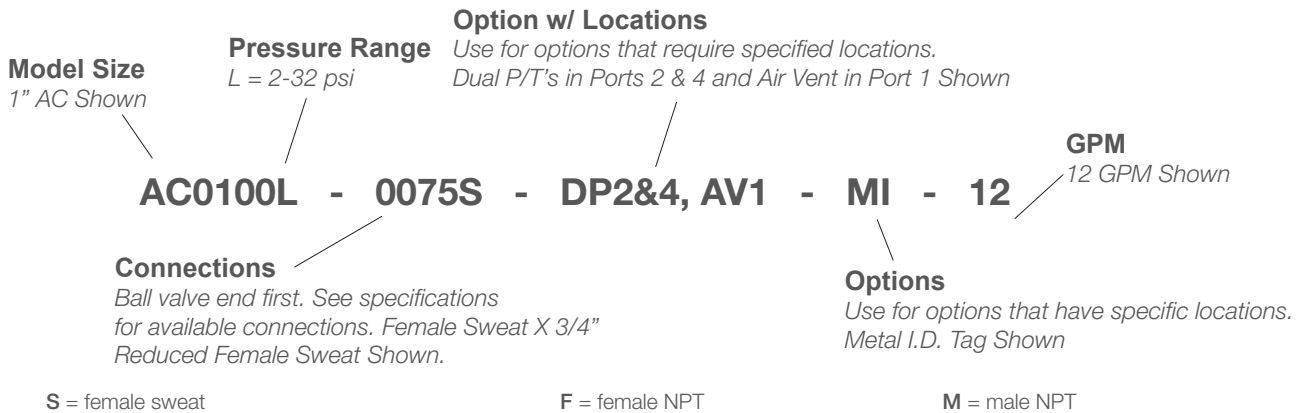 Option w/ Locations
Use for options that require specified locations.
Dual P/T's in Ports 2 & 4 and Air Vent in Port 1 Shown
Pressure Range
L = 2-32 psi
Model Size
1” AC Shown
GPM
12 GPM Shown
AC0100L - 0075S - DP2&4, AV1 - MI - 12
Connections
Ball valve end first. See specifications
for available connections. Female Sweat X 3/4”
Reduced Female Sweat Shown.
Options
Use for options that have specific locations.
Metal I.D. Tag Shown
S = female sweat F = female NPT M = male NPT